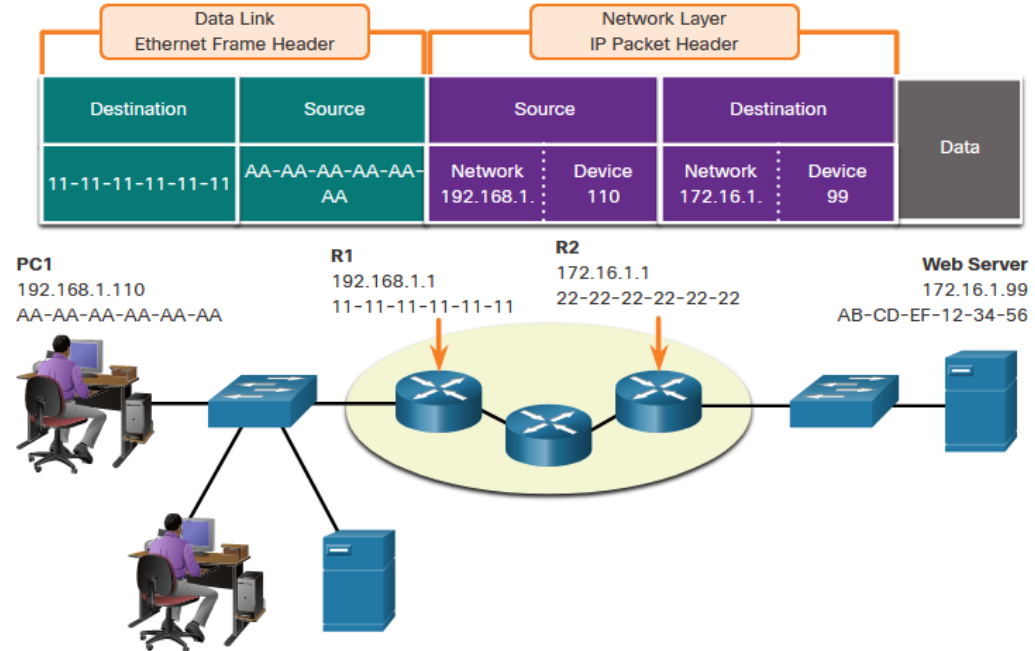 Data Link
Ethernet Frame Header
Network Layer
IP Packet Header
Destination
Source
Source
Destination
Data
11-11-11-11-11-11
AA-AA-AA-AA-AA-
AA
Network
192.168.1.
Device
110
Network
172.16.1.
Device
99
PC1
192.168.1.110
AA-AA-AA-AA-AA-AA
R1
192.168.1.1
11-11-11-11-11-11
R2
172.16.1.1
22-22-22-22-22-22
Web Server
172.16.1.99
AB-CD-EF-12-34-56